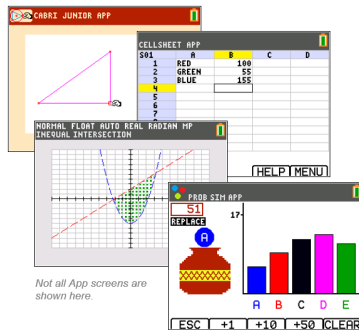 CABRI JUNIOR APP
CELLSHEET APP
S01 A B C D
1 RED 100
2 GREEN 55
3 BLUE 155
4
5
6
7
NORMAL FLOAT AUTO REAL RADIAN MP
INEQUAL INTERSECTION
HELP MENU
PROB SIM APP
51
REPLACE
A
17
A B C D E
ESC +1 +10 +50 CLEAR
Not all App screens are
shown here.